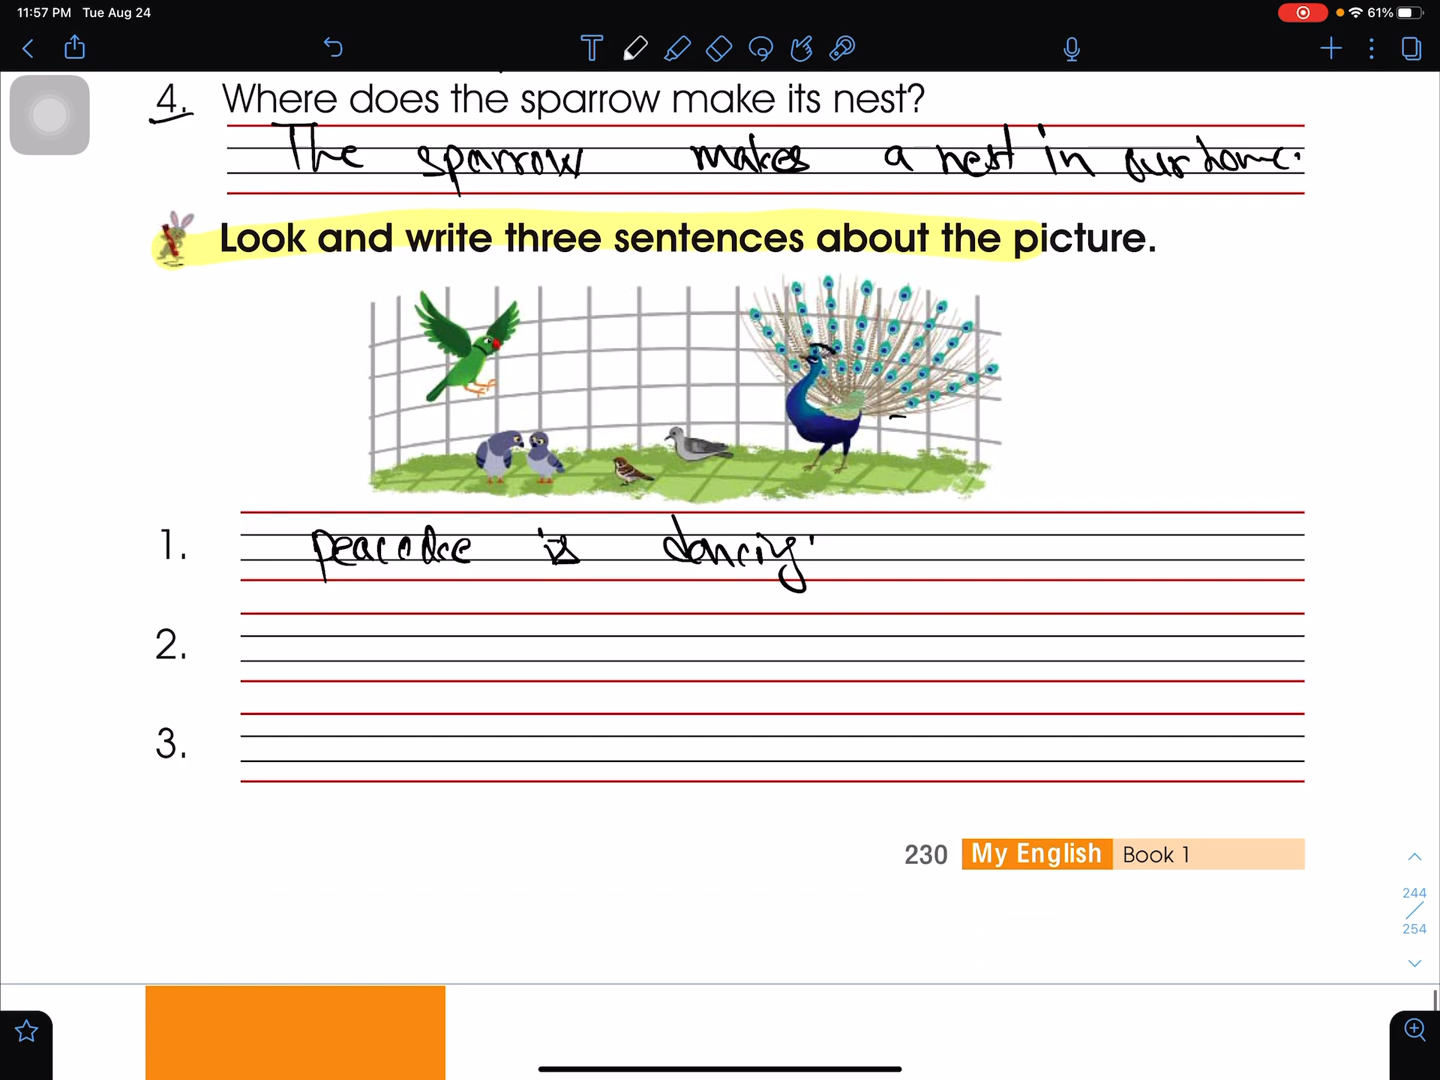 11:57 PM Tue Aug 24 61%
4. Where does the sparrow make its nest?
The sparrow makes a nest in our home.
Look and write three sentences about the picture.
1. peacocke is dancing.
2.
3.
230 My English Book 1
244
254